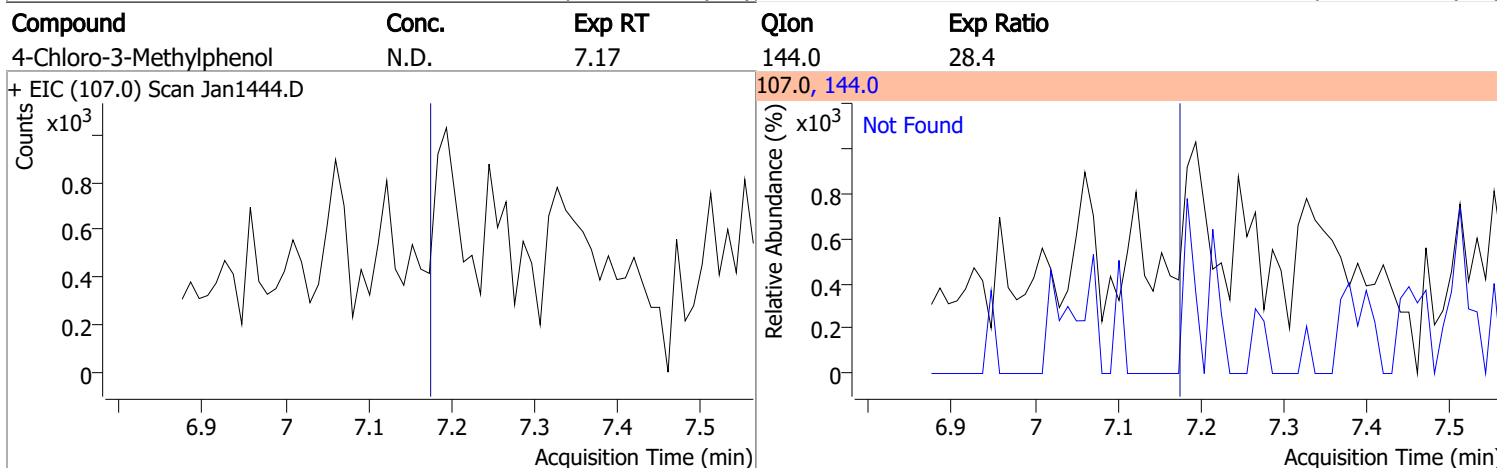 Compound Conc. Exp RT QIon Exp Ratio
4-Chloro-3-Methylphenol N.D. 7.17 144.0 28.4
+ EIC (107.0) Scan Jan1444.D
Counts
x10³
0.8
0.6
0.4
0.2
0
6.9 7 7.1 7.2 7.3 7.4 7.5
Acquisition Time (min)
107.0, 144.0
Relative Abundance (%)
x10³
Not Found
0.8
0.6
0.4
0.2
0
6.9 7 7.1 7.2 7.3 7.4 7.5
Acquisition Time (min)